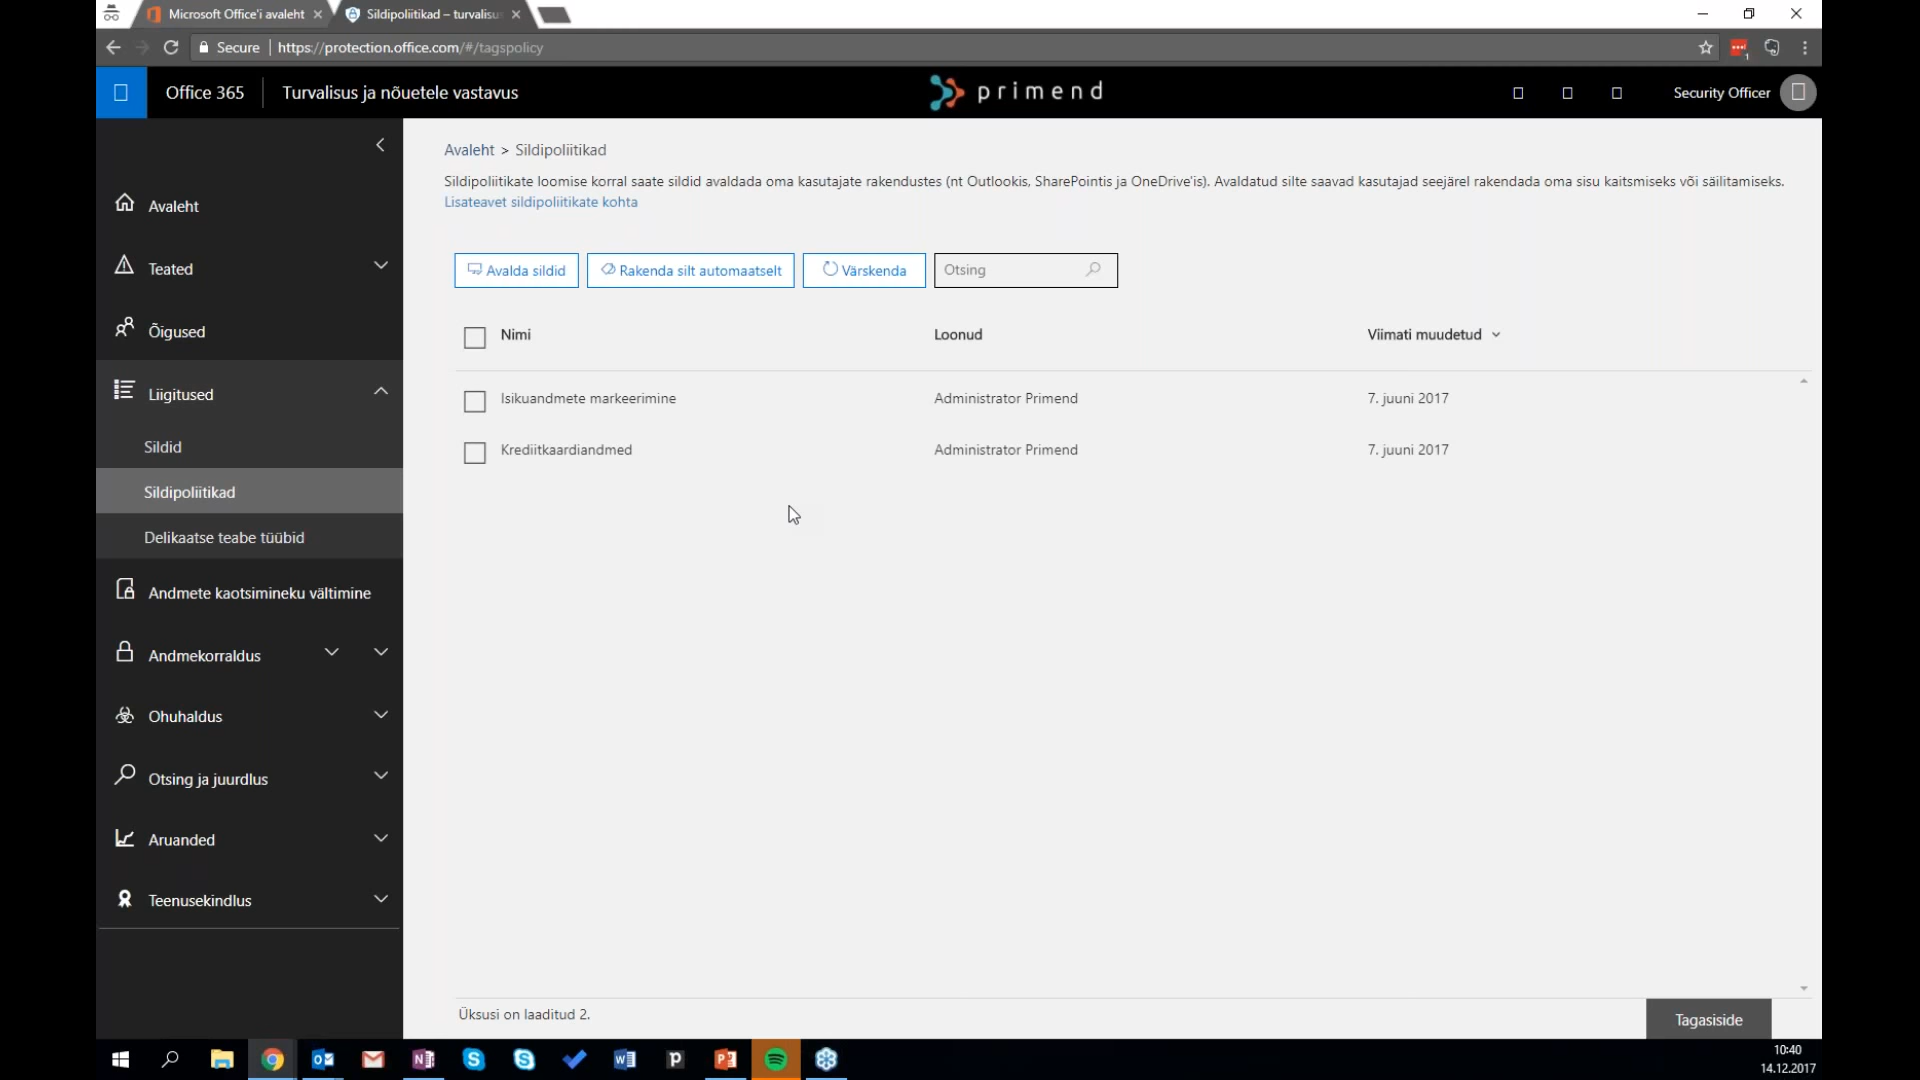 Microsoft Office'i avaleht
Sildipoliitikad – turvalisus
Secure https://protection.office.com/#/tagspolicy
Office 365 Turvalisus ja nõuetele vastavus
primend
Security Officer
Avaleht > Sildipoliitikad
Sildipoliitikate loomise korral saate sildid avaldada oma kasutajate rakendustes (nt Outlookis, SharePointis ja OneDrive'is). Avaldatud silte saavad kasutajad seejärel rakendada oma sisu kaitsmiseks või säilitamiseks.
Lisateavet sildipoliitikate kohta
Avalda sildid
Rakenda silt automaatselt
Värskenda
Otsing
Nimi Loonud Viimati muudetud
Isikuandmete markeerimine Administrator Primend 7. juuni 2017
Krediitkaardiandmed Administrator Primend 7. juuni 2017
Avaleht
Teated
Õigused
Liigitused
Sildid
Sildipoliitikad
Delikaatse teabe tüübid
Andmete kaotsimineku vältimine
Andmekorraldus
Ohuhaldus
Otsing ja juurdlus
Aruanded
Teenusekindlus
Üksusi on laaditud 2.
Tagasiside
10:40
14.12.2017